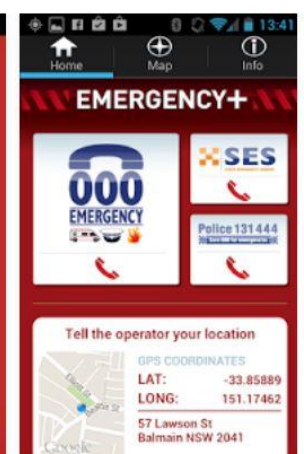 13:41
Home
Map
Info
EMERGENCY+
000
EMERGENCY
SES
Police 131 444
Tell the operator your location
GPS COORDINATES
LAT: -33.85889
LONG: 151.17462
57 Lawson St
Balmain NSW 2041
Google